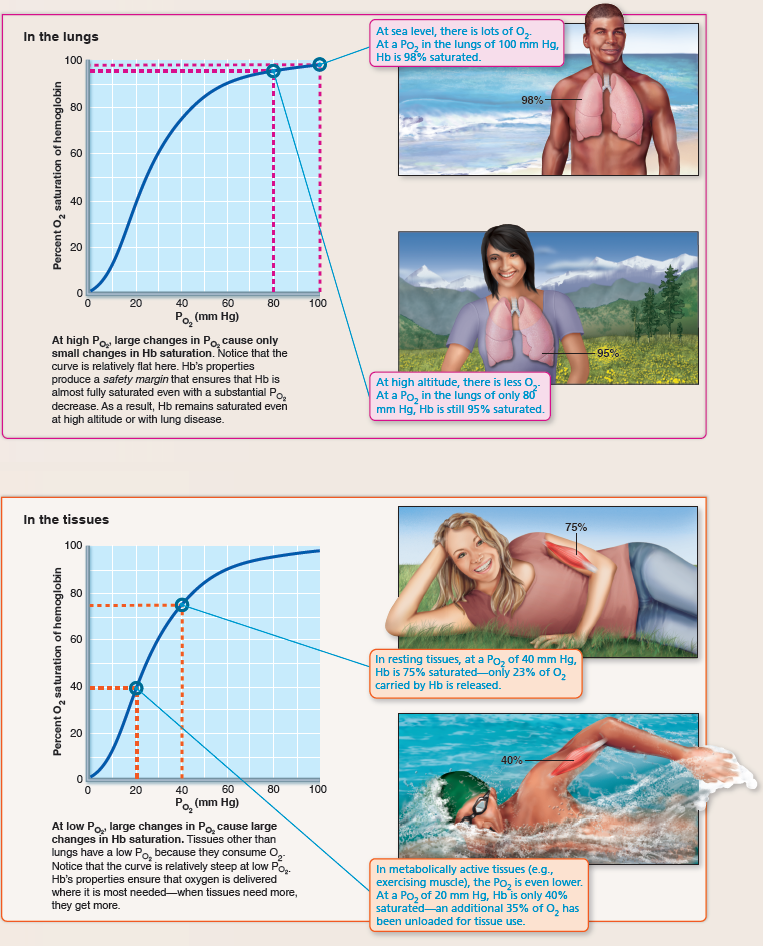 In the lungs
At sea level, there is lots of O2.
At a PO2 in the lungs of 100 mm Hg,
Hb is 98% saturated.
98%
Percent O2 saturation of hemoglobin
100
80
60
40
20
0
0 20 40 60 80 100
PO2 (mm Hg)
At high PO2, large changes in PO2 cause only
small changes in Hb saturation. Notice that the
curve is relatively flat here. Hb's properties
produce a safety margin that ensures that Hb is
almost fully saturated even with a substantial PO2
decrease. As a result, Hb remains saturated even
at high altitude or with lung disease.
95%
At high altitude, there is less O2.
At a PO2 in the lungs of only 80
mm Hg, Hb is still 95% saturated.
In the tissues
75%
Percent O2 saturation of hemoglobin
100
80
60
40
20
0
0 20 40 60 80 100
PO2 (mm Hg)
In resting tissues, at a PO2 of 40 mm Hg,
Hb is 75% saturated—only 23% of O2
carried by Hb is released.
40%
At low PO2, large changes in PO2 cause large
changes in Hb saturation. Tissues other than
lungs have a low PO2 because they consume O2.
Notice that the curve is relatively steep at low PO2.
Hb's properties ensure that oxygen is delivered
where it is most needed—when tissues need more,
they get more.
In metabolically active tissues (e.g.,
exercising muscle), the PO2 is even lower.
At a PO2 of 20 mm Hg, Hb is only 40%
saturated—an additional 35% of O2 has
been unloaded for tissue use.